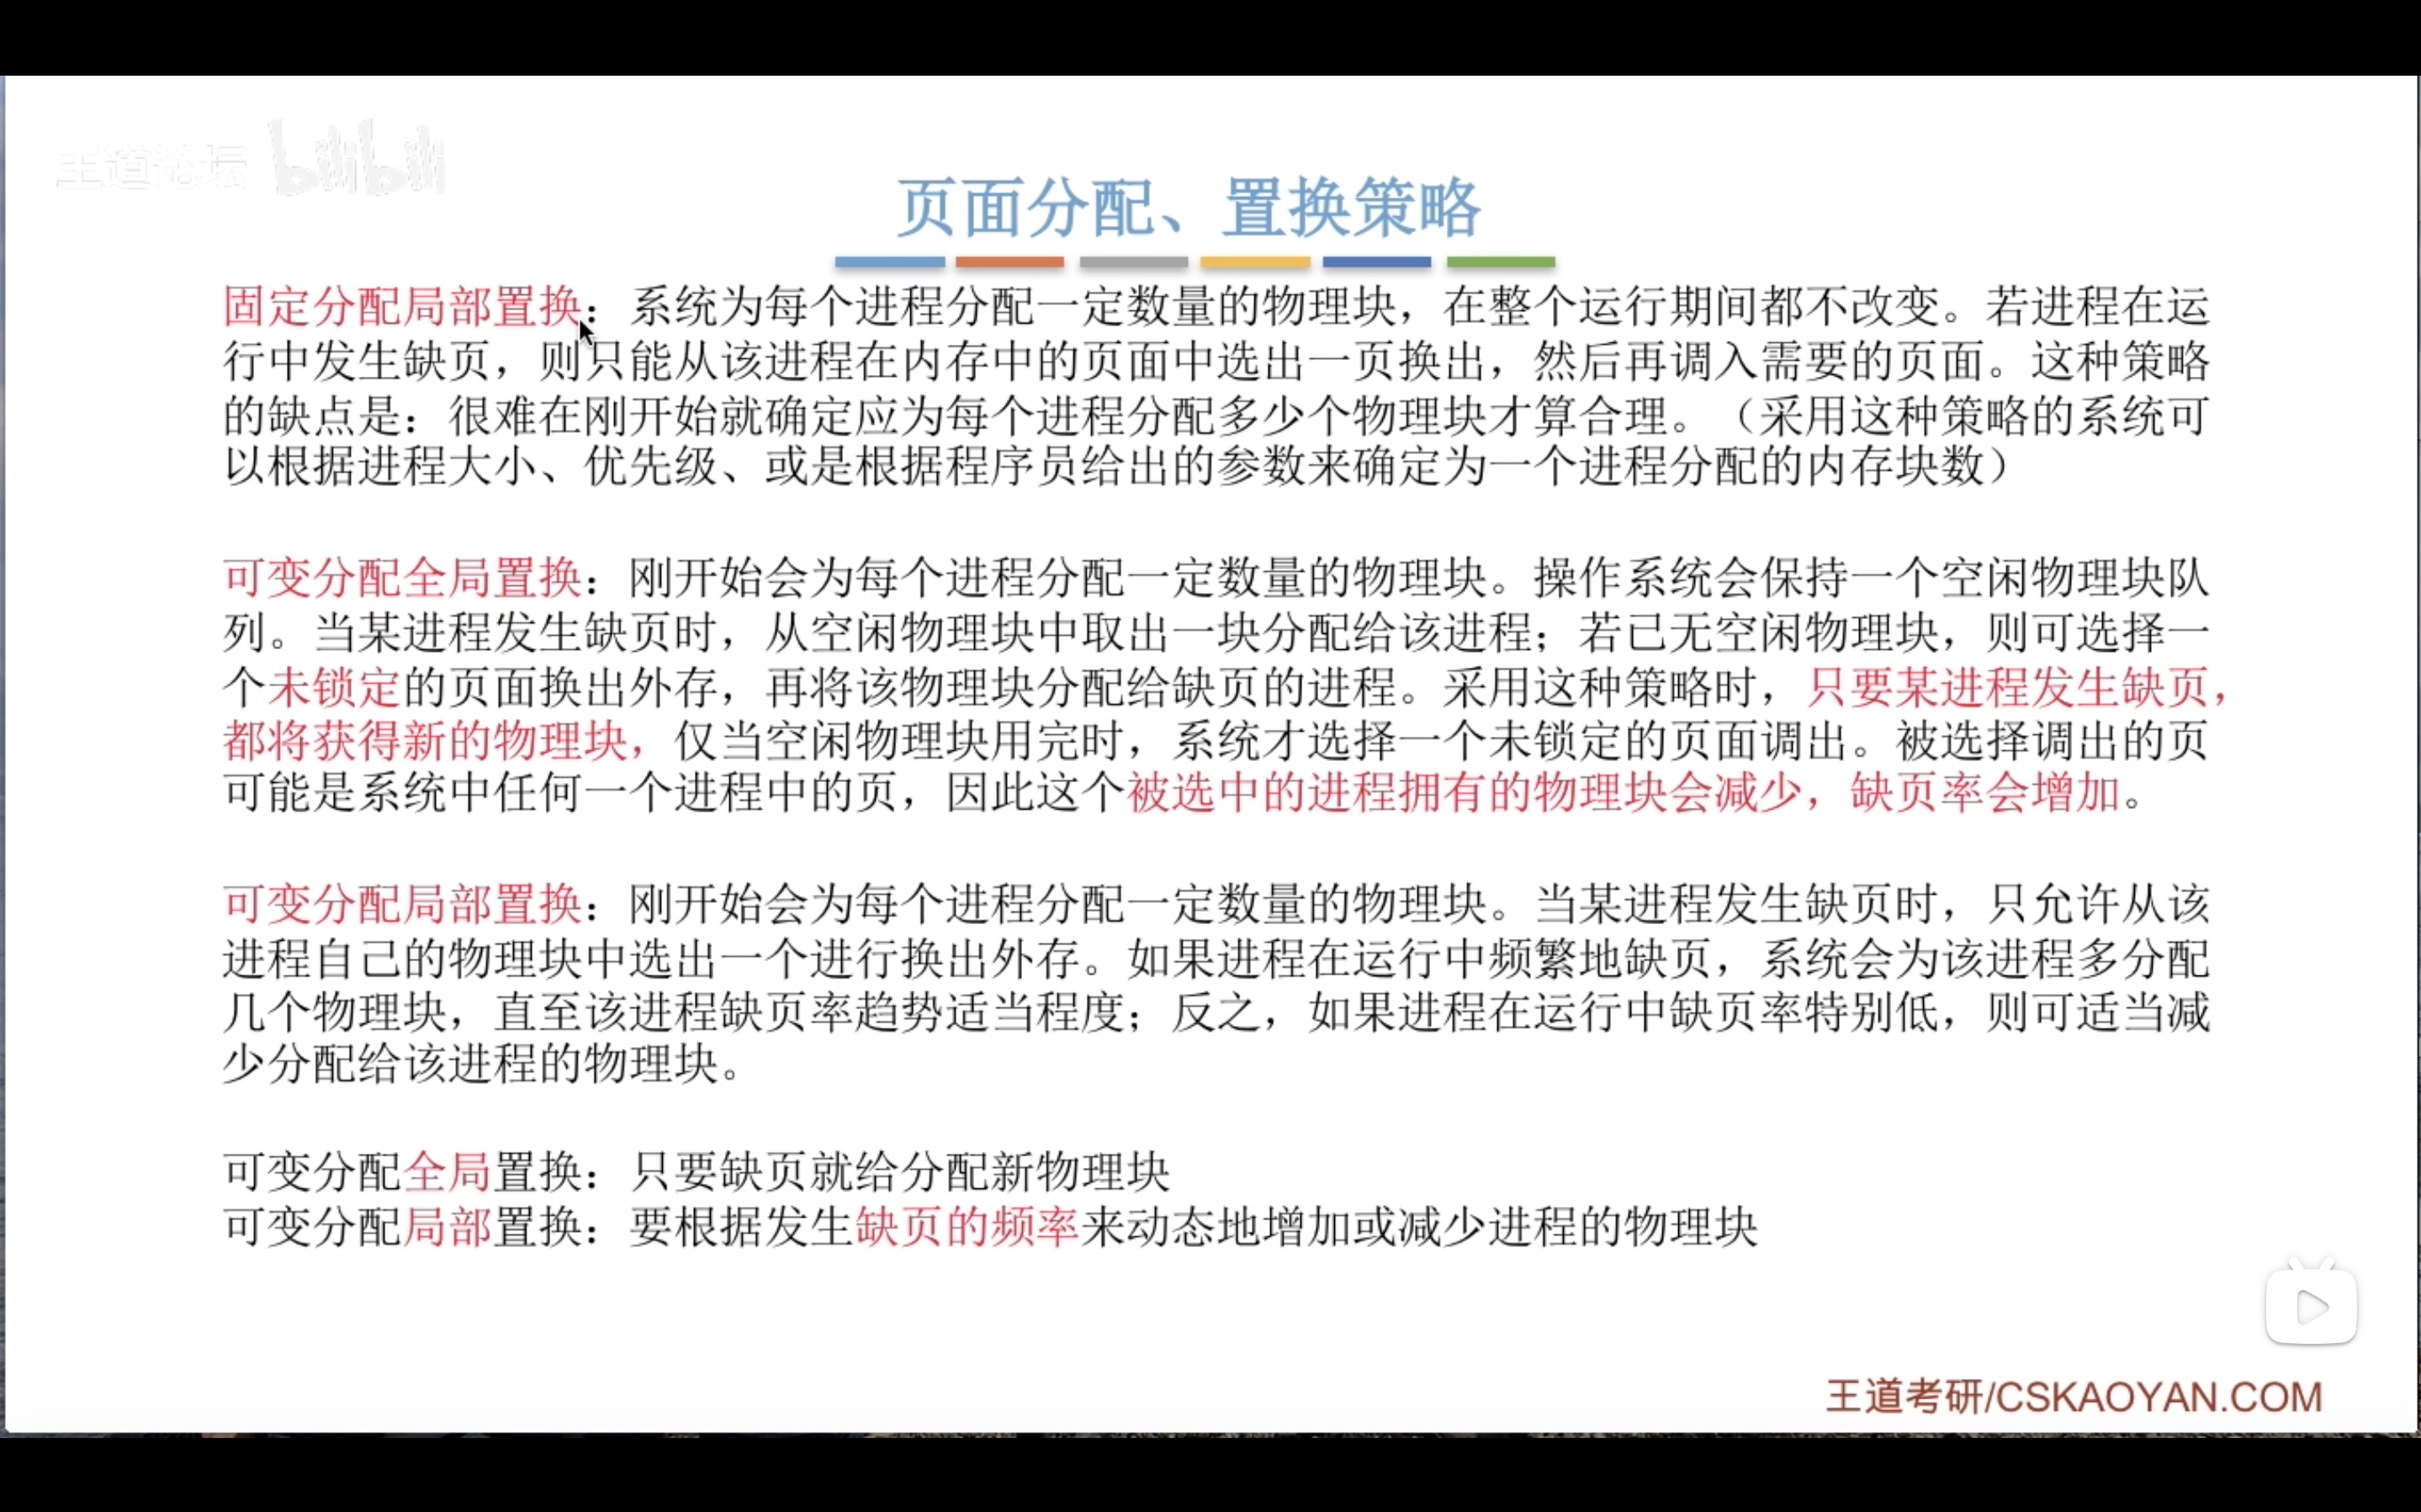 王道论坛 bilibili
页面分配、置换策略
固定分配局部置换：系统为每个进程分配一定数量的物理块，在整个运行期间都不改变。若进程在运
行中发生缺页，则只能从该进程在内存中的页面中选出一页换出，然后再调入需要的页面。这种策略
的缺点是：很难在刚开始就确定应为每个进程分配多少个物理块才算合理。（采用这种策略的系统可
以根据进程大小、优先级、或是根据程序员给出的参数来确定为一个进程分配的内存块数）
可变分配全局置换：刚开始会为每个进程分配一定数量的物理块。操作系统会保持一个空闲物理块队
列。当某进程发生缺页时，从空闲物理块中取出一块分配给该进程；若已无空闲物理块，则可选择一
个未锁定的页面换出外存，再将该物理块分配给缺页的进程。采用这种策略时，只要某进程发生缺页，
都将获得新的物理块，仅当空闲物理块用完时，系统才选择一个未锁定的页面调出。被选择调出的页
可能是系统中任何一个进程中的页，因此这个被选中的进程拥有的物理块会减少，缺页率会增加。
可变分配局部置换：刚开始会为每个进程分配一定数量的物理块。当某进程发生缺页时，只允许从该
进程自己的物理块中选出一个进行换出外存。如果进程在运行中频繁地缺页，系统会为该进程多分配
几个物理块，直至该进程缺页率趋势适当程度；反之，如果进程在运行中缺页率特别低，则可适当减
少分配给该进程的物理块。
可变分配全局置换：只要缺页就给分配新物理块
可变分配局部置换：要根据发生缺页的频率来动态地增加或减少进程的物理块
王道考研/CSKAOYAN.COM